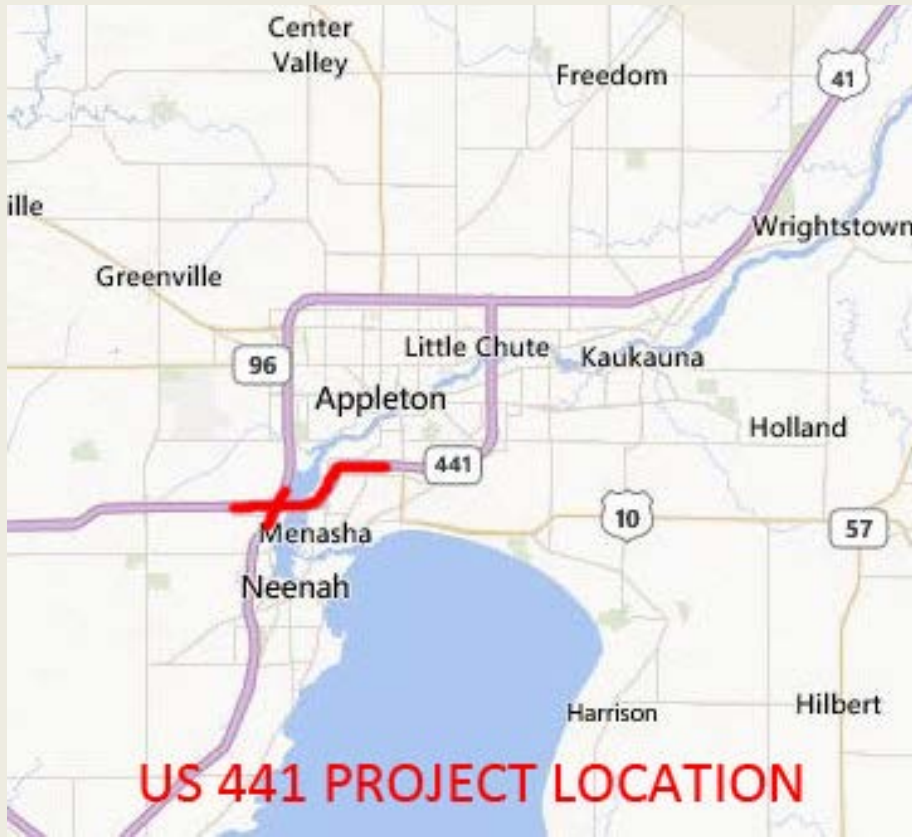 Center
Valley
Freedom
41
ille
Wrightstown
Greenville
Little Chute
Kaukauna
96
Appleton
Holland
441
10
57
Menasha
Neenah
Harrison
Hilbert
US 441 PROJECT LOCATION